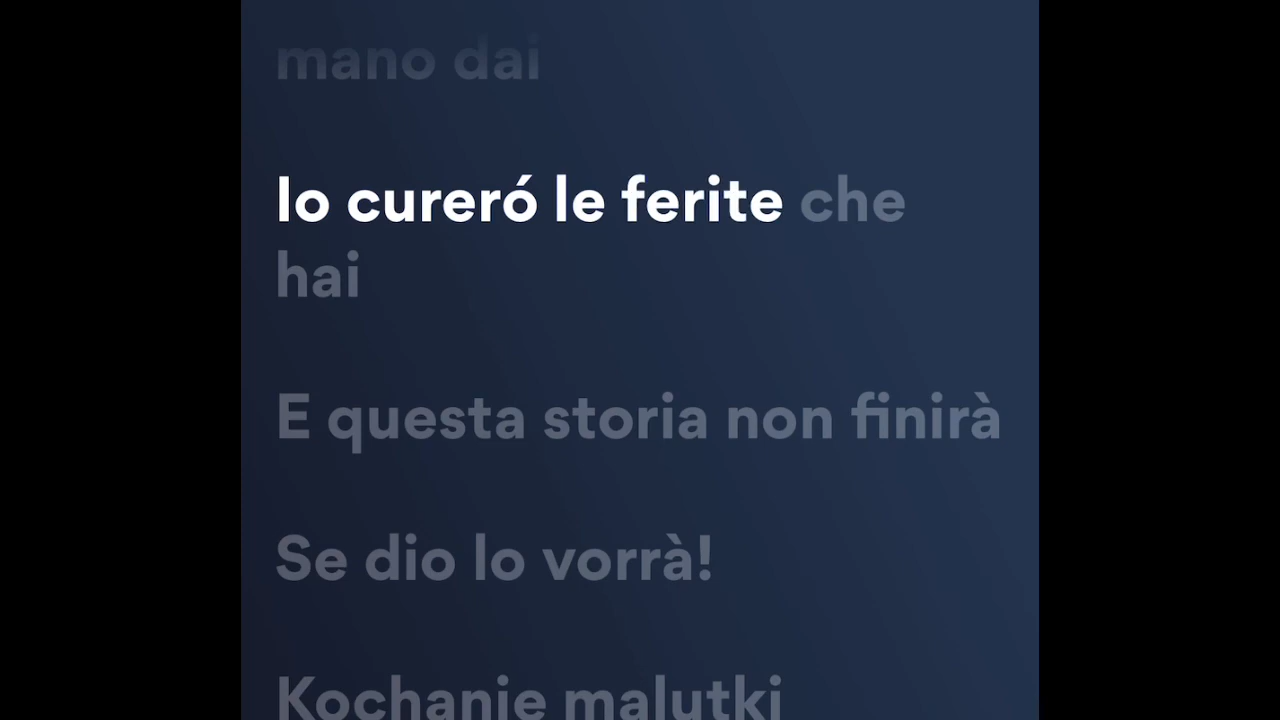 mano dai
Io cureró le ferite che
hai
E questa storia non finirà
Se dio lo vorrà!
Kochanie malutki